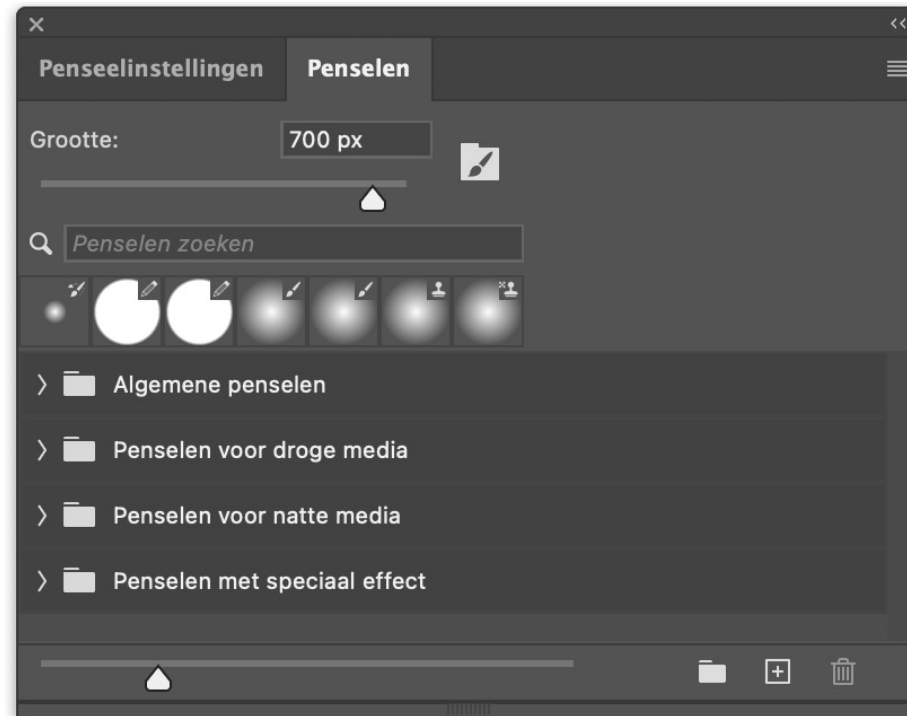 Penseelinstellingen
Penselen
Grootte:
700 px
Penselen zoeken
Algemene penselen
Penselen voor droge media
Penselen voor natte media
Penselen met speciaal effect